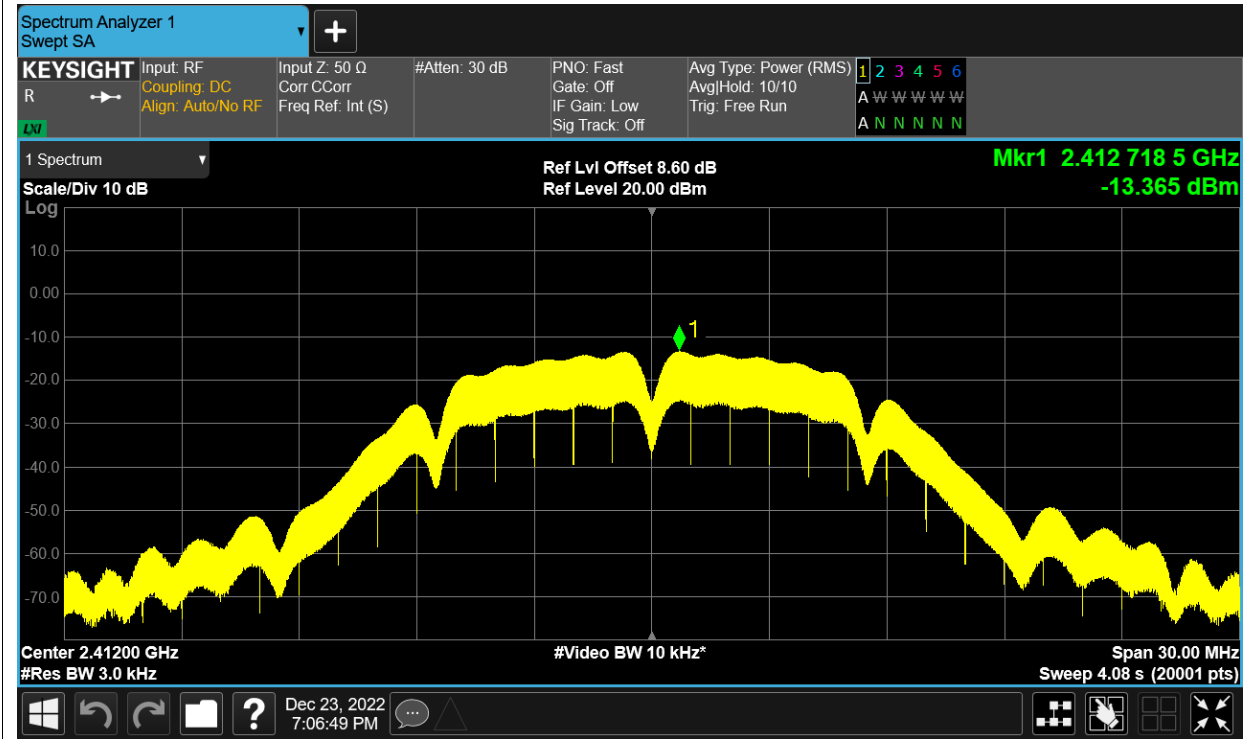 Spectrum Analyzer 1
Swept SA
+
KEYSIGHT
R
LXI
Input: RF
Coupling: DC
Align: Auto/No RF
Input Z: 50 Ω
Corr CCorr
Freq Ref: Int (S)
#Atten: 30 dB
PNO: Fast
Gate: Off
IF Gain: Low
Sig Track: Off
Avg Type: Power (RMS)
Avg|Hold: 10/10
Trig: Free Run
1 2 3 4 5 6
A W W W W W
A N N N N N
1 Spectrum
Scale/Div 10 dB
Log
Ref Lvl Offset 8.60 dB
Ref Level 20.00 dBm
Mkr1 2.412 718 5 GHz
-13.365 dBm
10.0
0.00
-10.0
1
-20.0
-30.0
-40.0
-50.0
-60.0
-70.0
Center 2.41200 GHz
#Video BW 10 kHz*
Span 30.00 MHz
#Res BW 3.0 kHz
Sweep 4.08 s (20001 pts)
?
Dec 23, 2022
7:06:49 PM